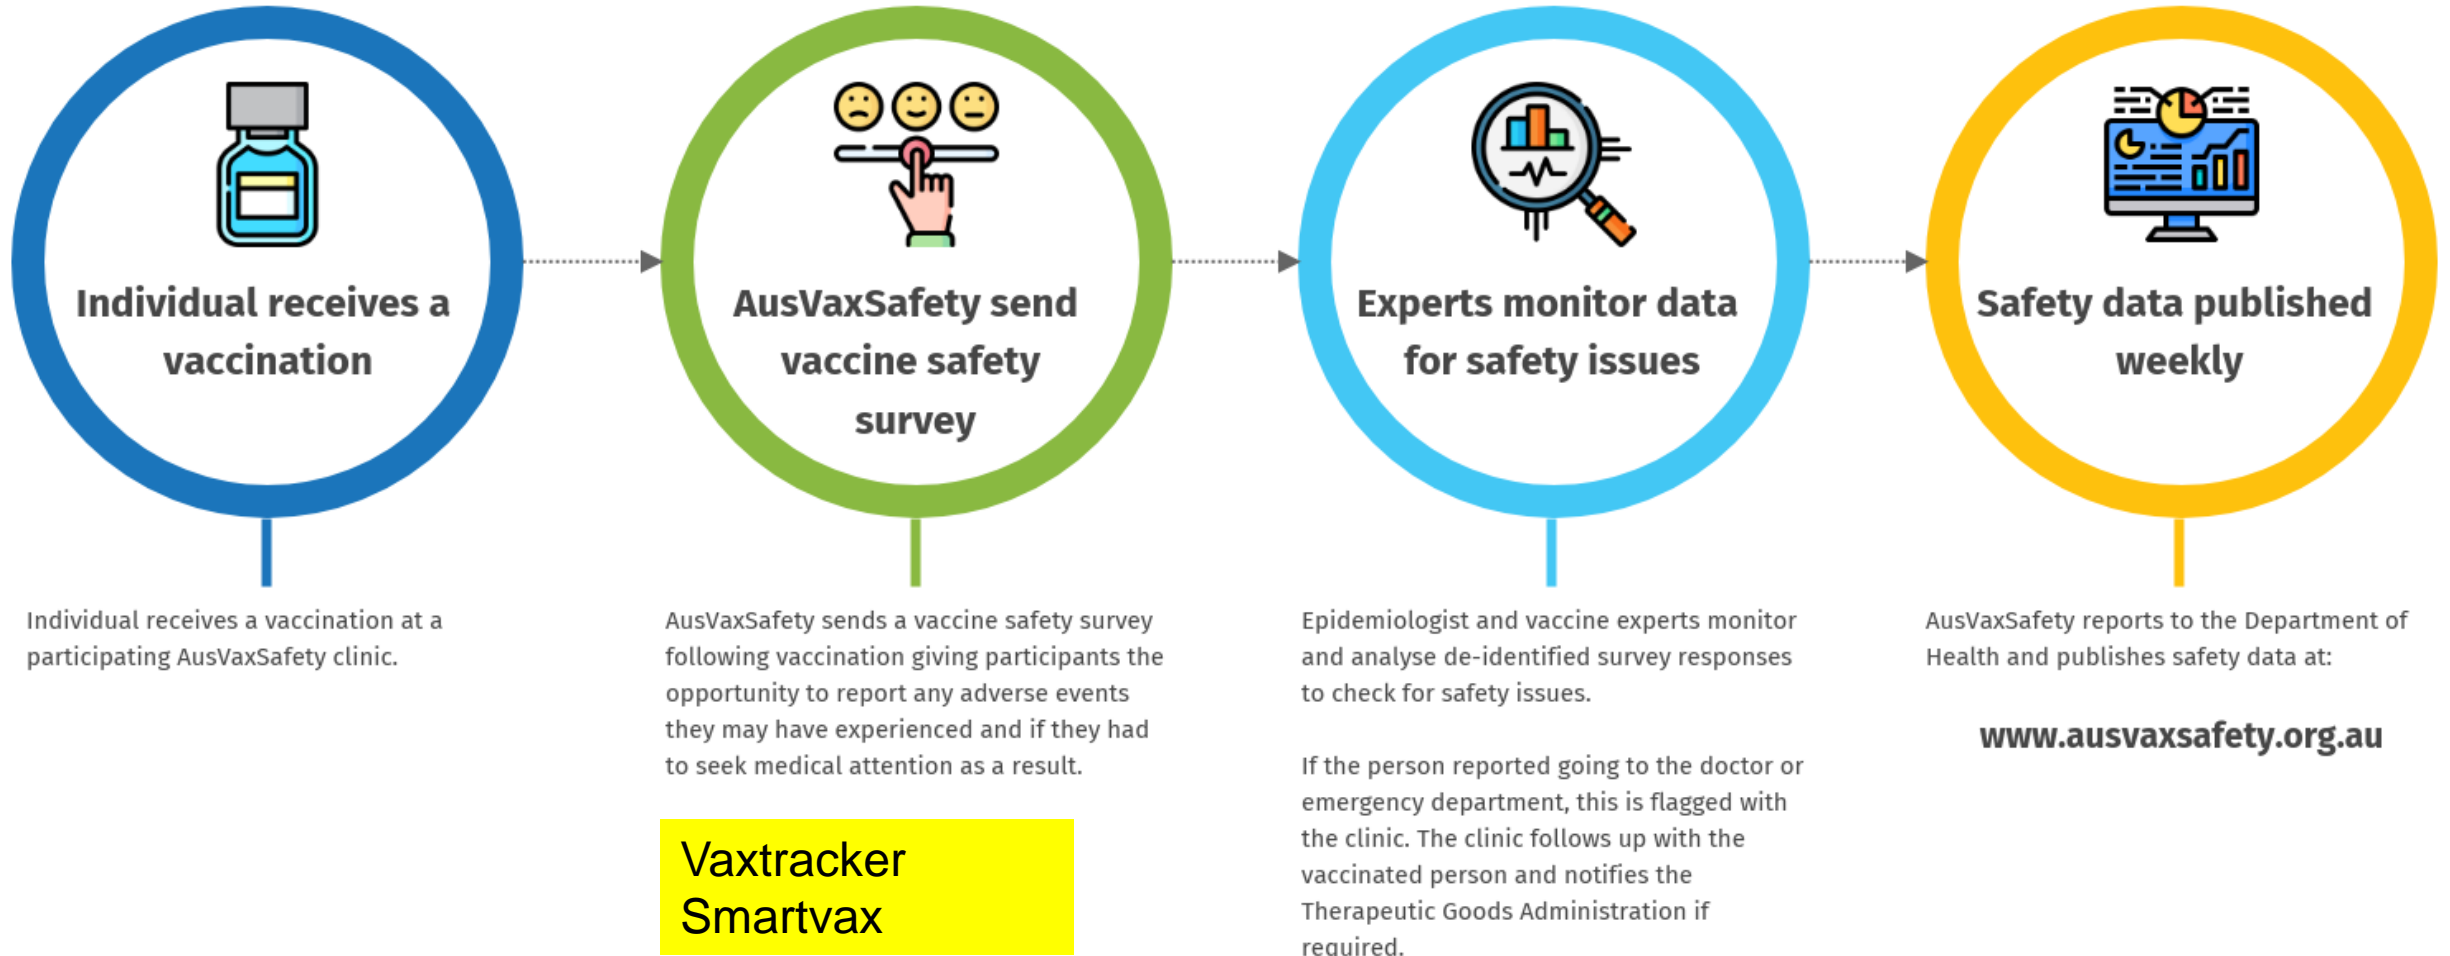 Individual receives a
vaccination
AusVaxSafety send
vaccine safety
survey
Experts monitor data
for safety issues
Safety data published
weekly
Individual receives a vaccination at a
participating AusVaxSafety clinic.
AusVaxSafety sends a vaccine safety survey
following vaccination giving participants the
opportunity to report any adverse events
they may have experienced and if they had
to seek medical attention as a result.
Vaxtracker
Smartvax
Epidemiologist and vaccine experts monitor
and analyse de-identified survey responses
to check for safety issues.
If the person reported going to the doctor or
emergency department, this is flagged with
the clinic. The clinic follows up with the
vaccinated person and notifies the
Therapeutic Goods Administration if
required.
AusVaxSafety reports to the Department of
Health and publishes safety data at:
www.ausvaxsafety.org.au